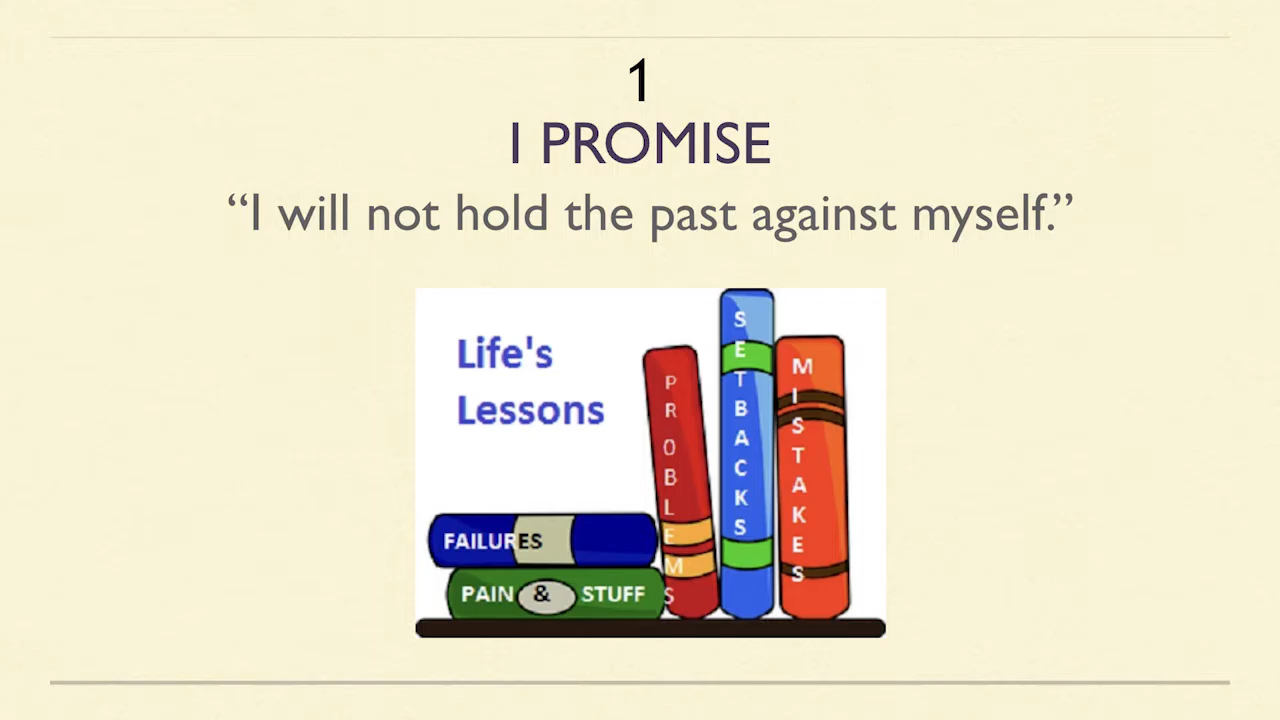 1
I PROMISE
“I will not hold the past against myself.”
Life's
Lessons
FAILURES
PAIN & STUFF
PROBLEMS
SETBACKS
MISTAKES